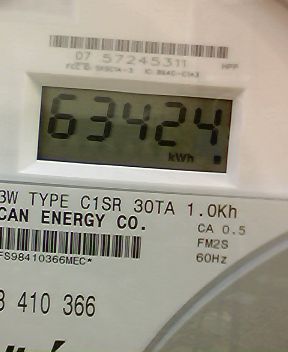 07 57245311
HPP
63424
kWh
3W TYPE C1SR 30TA 1.0Kh
CAN ENERGY CO.
CA 0.5
FM2S
60Hz
FS98410366MEC*
8 410 366